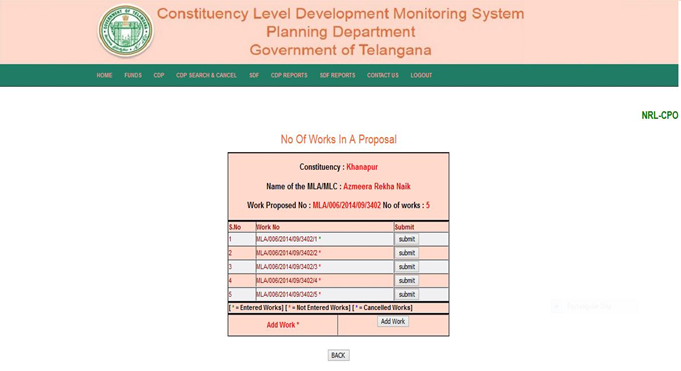 Constituency Level Development Monitoring System
Planning Department
Government of Telangana
HOME FUNDS CDP CDP SEARCH & CANCEL SDF CDP REPORTS SDF REPORTS CONTACT US LOGOUT
NRL-CPO
No Of Works In A Proposal
Constituency : Khanapur
Name of the MLA/MLC : Azmeera Rekha Naik
Work Proposed No : MLA/006/2014/09/3402 No of works : 5
S.No Work No Submit
1 MLA/006/2014/09/3402/1 * submit
2 MLA/006/2014/09/3402/2 * submit
3 MLA/006/2014/09/3402/3 * submit
4 MLA/006/2014/09/3402/4 * submit
5 MLA/006/2014/09/3402/5 * submit
[ * = Entered Works] [ * = Not Entered Works] [ * = Cancelled Works]
Add Work * Add Work
BACK